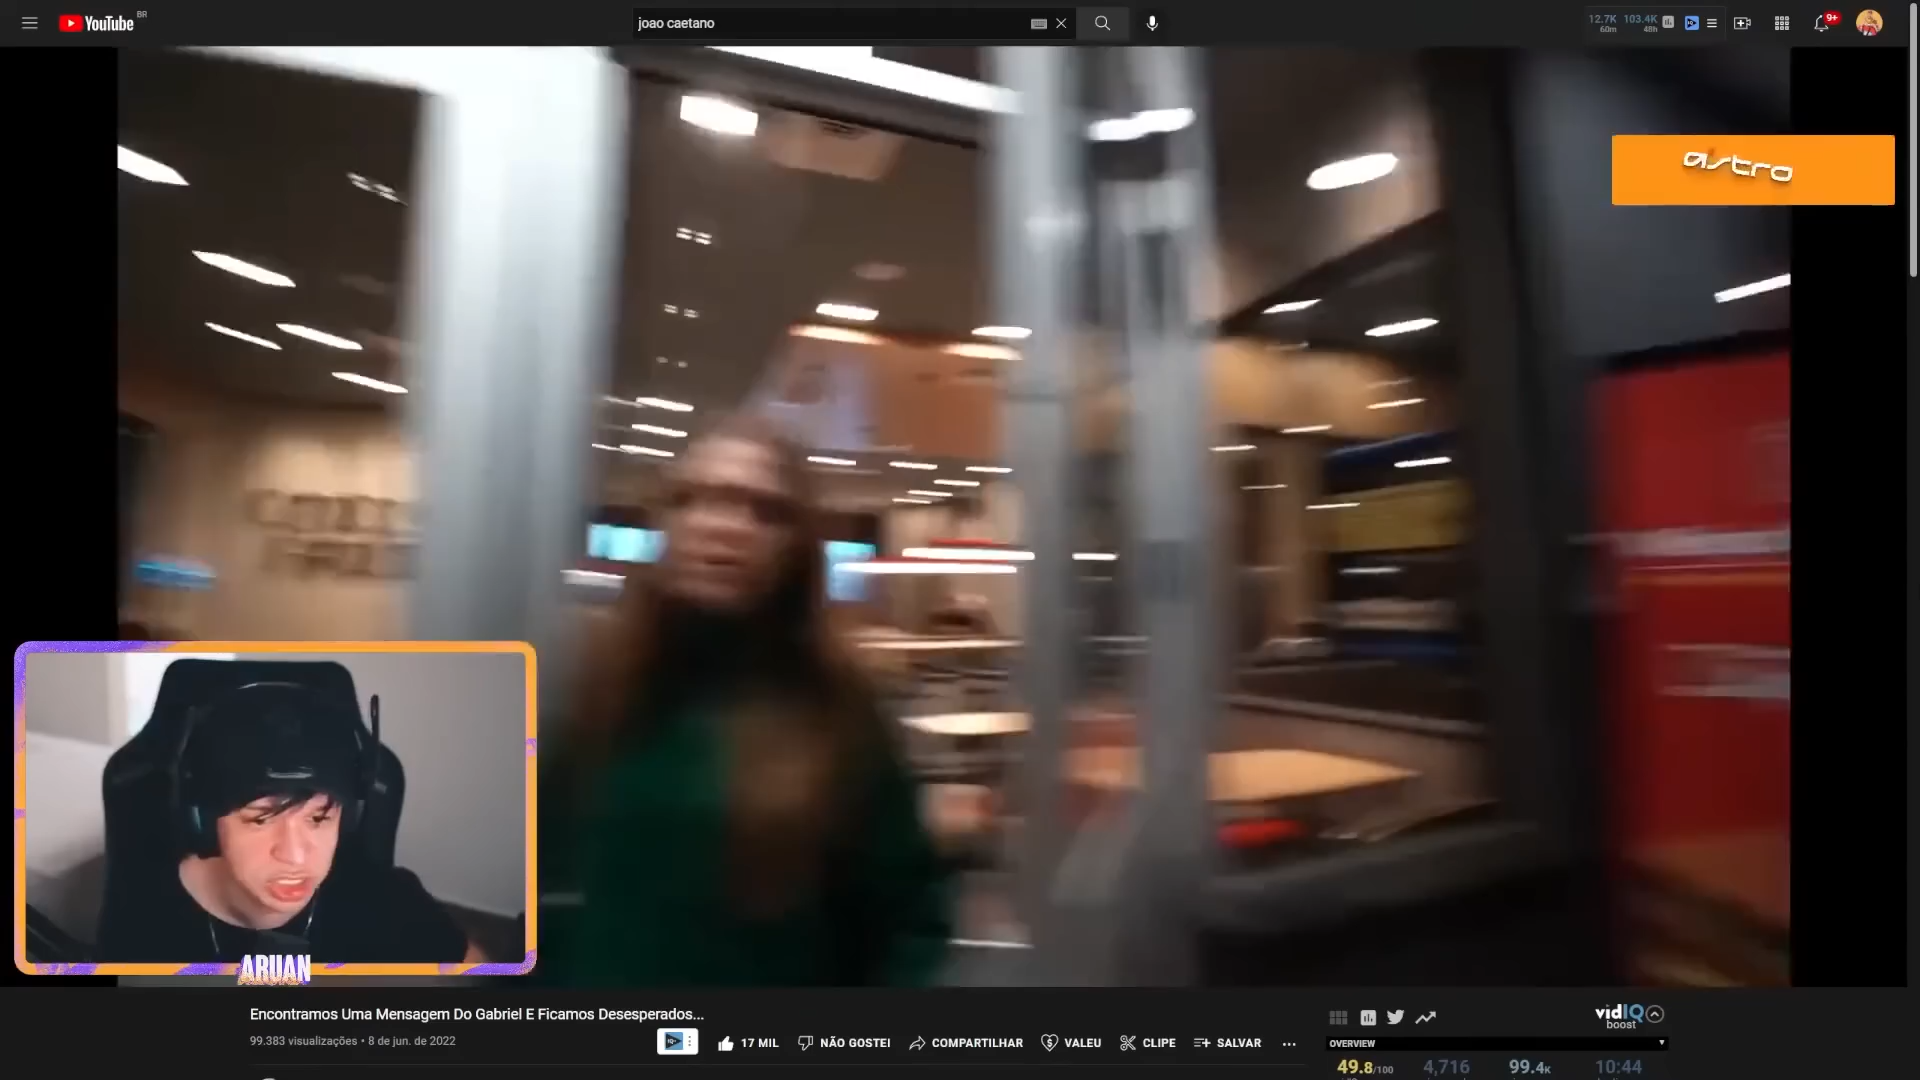 YouTube BR
joao caetano
12.7K 60m
103.4K 48h
9+
astro
ARUAN
Encontramos Uma Mensagem Do Gabriel E Ficamos Desesperados...
99.383 visualizações • 8 de jun. de 2022
17 MIL
NÃO GOSTEI
COMPARTILHAR
VALEU
CLIPE
SALVAR
vidIQ
boost
OVERVIEW
49.8/100
4,716
99.4K
10:44